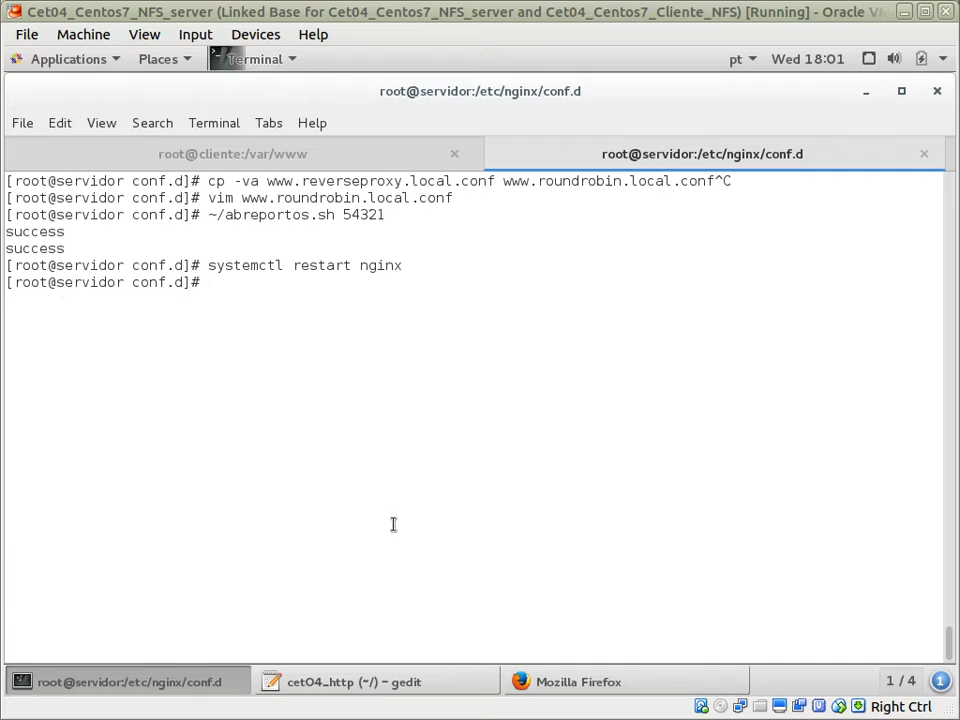 Cet04_Centos7_NFS_server (Linked Base for Cet04_Centos7_NFS_server and Cet04_Centos7_Cliente_NFS) [Running] - Oracle V
File Machine View Input Devices Help
Applications Places Terminal pt Wed 18:01
root@servidor:/etc/nginx/conf.d
File Edit View Search Terminal Tabs Help
root@cliente:/var/www root@servidor:/etc/nginx/conf.d
[root@servidor conf.d]# cp -va www.reverseproxy.local.conf www.roundrobin.local.conf^C
[root@servidor conf.d]# vim www.roundrobin.local.conf
[root@servidor conf.d]# ~/abreportos.sh 54321
success
success
[root@servidor conf.d]# systemctl restart nginx
[root@servidor conf.d]#
root@servidor:/etc/nginx/conf.d cet04_http (~/) - gedit Mozilla Firefox 1 / 4 1
Right Ctrl